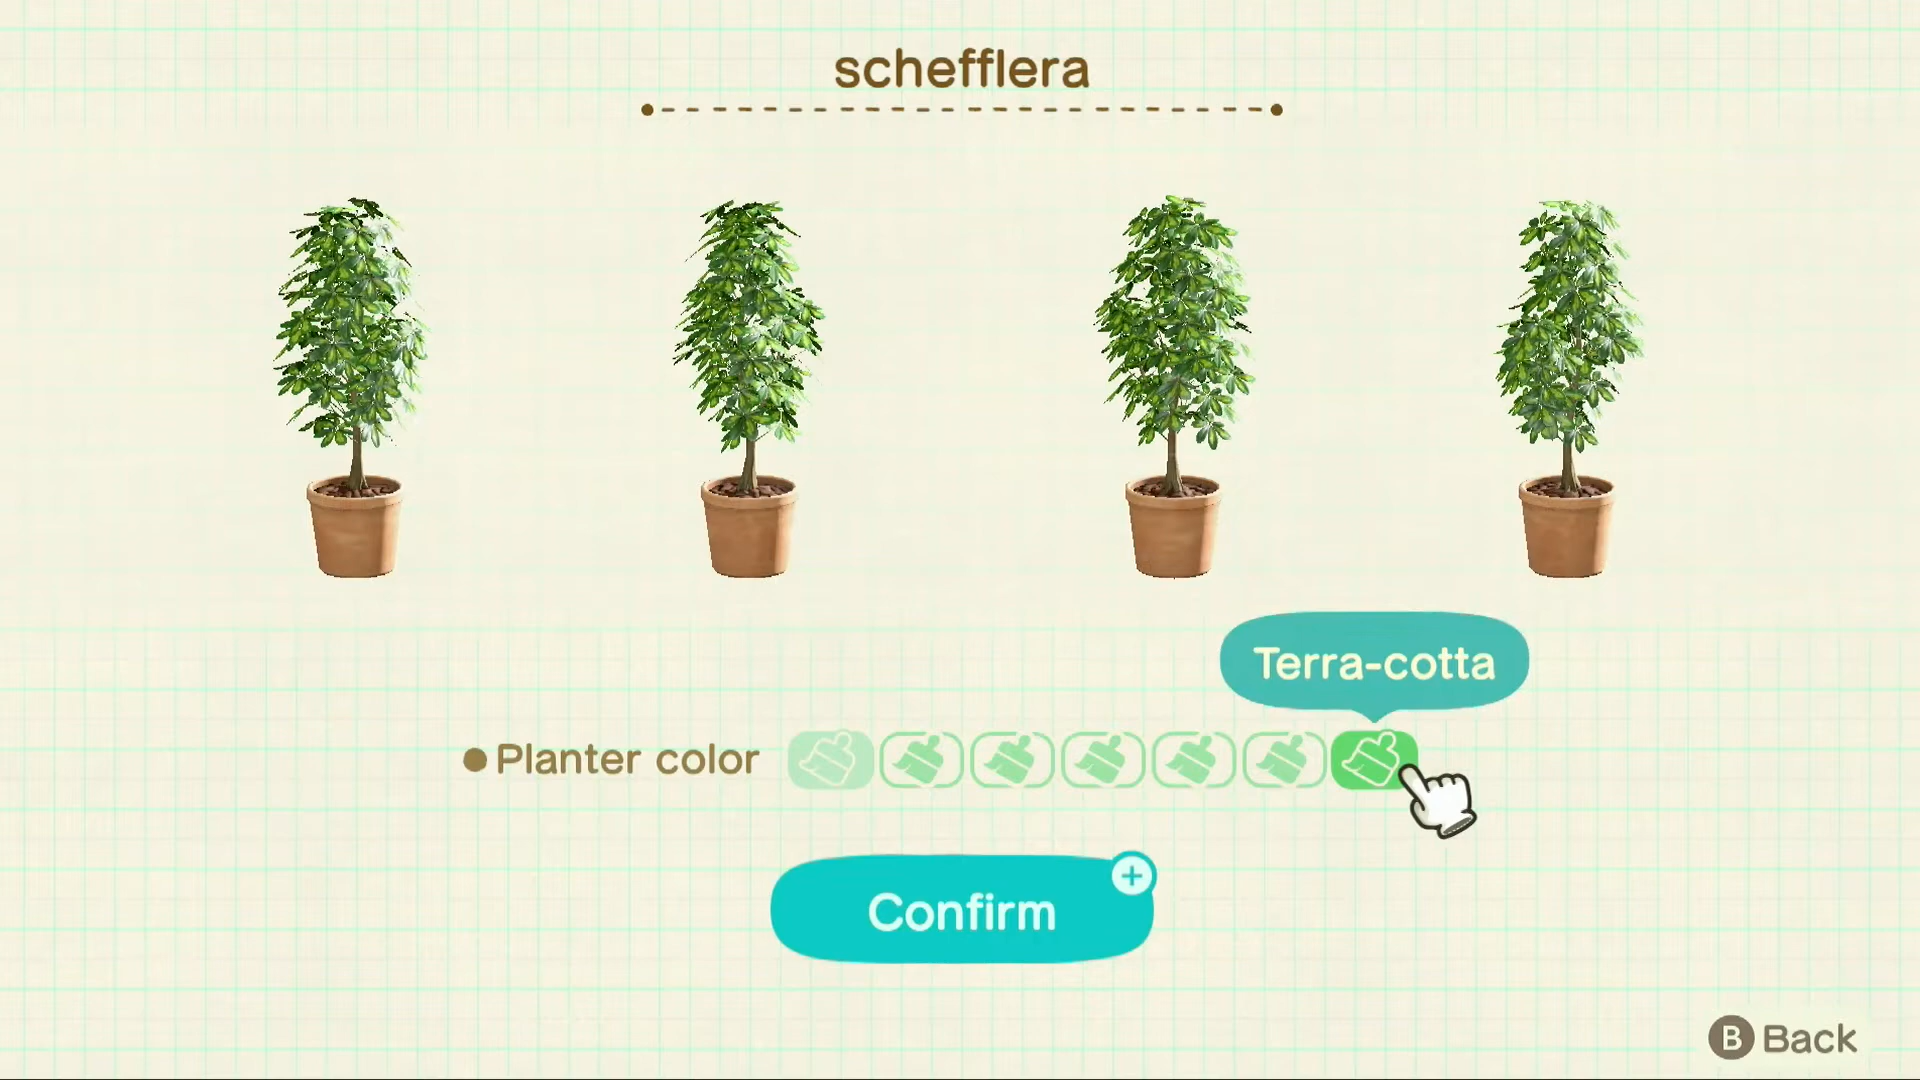 schefflera
Terra-cotta
Planter color
Confirm
B Back